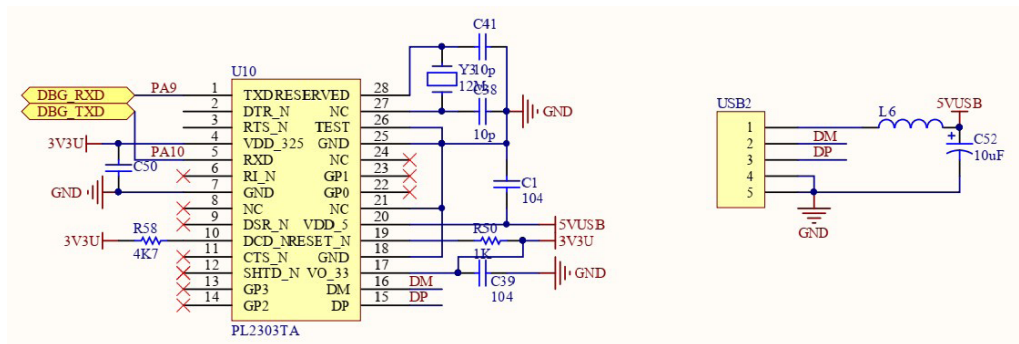 C41
10p
Y3
12M
C38
10p
GND
U10
DBG_RXD PA9 1 TXD RESERVED 28
DBG_TXD 2 DTR_N NC 27
3 RTS_N TEST 26
3V3U 4 VDD_325 GND 25
PA10 5 RXD NC 24
C50 6 RI_N GP1 23
GND 7 GND GP0 22
8 NC NC 21
9 DSR_N VDD_5 20 5VUSB
3V3U R58 10 DCD_N RESET_N 19 R50 3V3U
4K7 11 CTS_N GND 18 1K
12 SHTD_N VO_33 17 C39 GND
13 GP3 DM 16 DM 104
14 GP2 DP 15 DP
PL2303TA
C1
104
USB2
1
2 DM
3 DP
4
5
L6
5VUSB
+ C52
10uF
GND